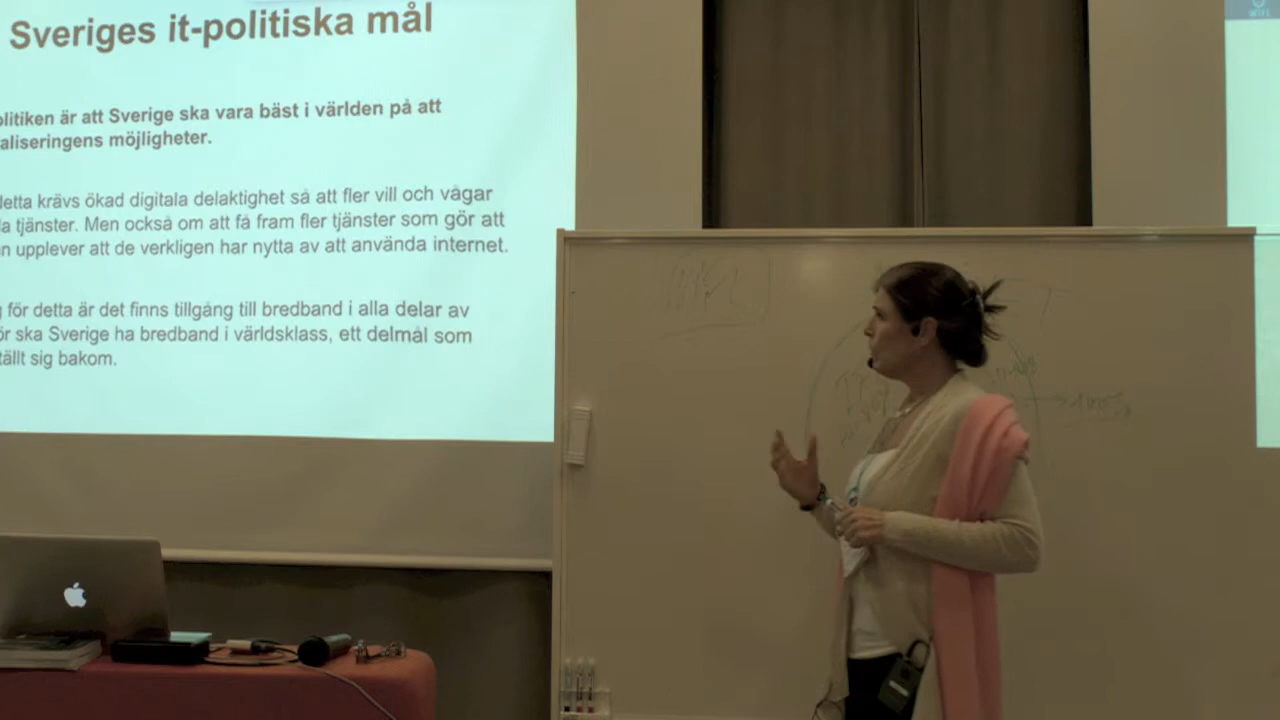 Sveriges it-politiska mål
olitiken är att Sverige ska vara bäst i världen på att
aliseringens möjligheter.
detta krävs ökad digitala delaktighet så att fler vill och vågar
la tjänster. Men också om att få fram fler tjänster som gör att
n upplever att de verkligen har nytta av att använda internet.
g för detta är det finns tillgång till bredband i alla delar av
ör ska Sverige ha bredband i världsklass, ett delmål som
tällt sig bakom.